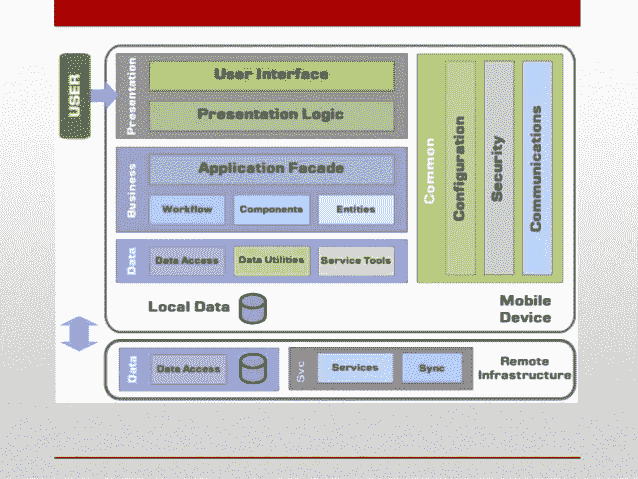 USER
Presentation
User Interface
Presentation Logic
Business
Application Facade
Workflow
Components
Entities
Data
Data Access
Data Utilities
Service Tools
Common
Configuration
Security
Communications
Local Data
Mobile
Device
Data
Data Access
Svc
Services
Sync
Remote
Infrastructure